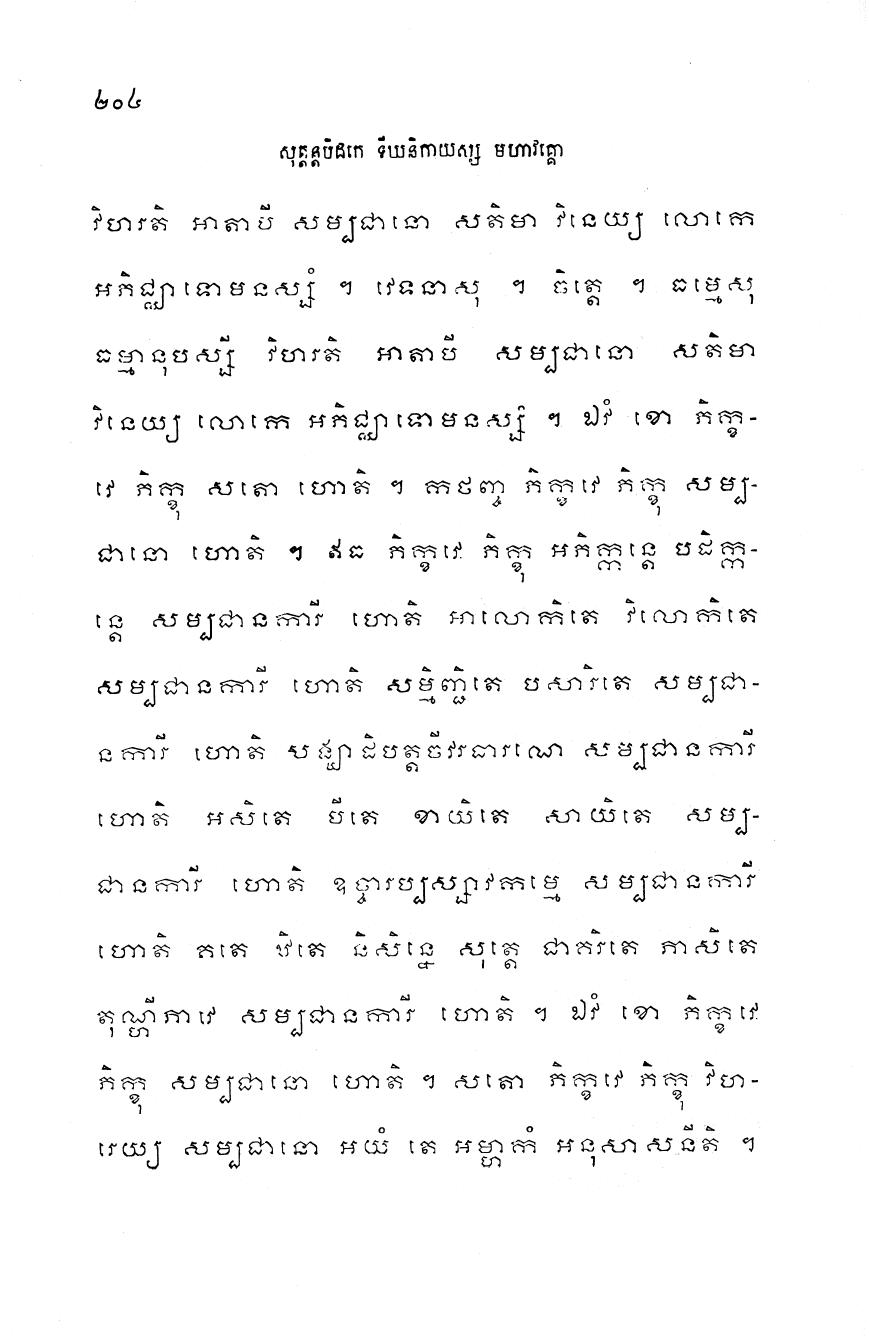 ២០៤
សុត្តន្តបិដកេ ទីឃនិកាយស្ស មហាវគ្គោ
វិហរតិ អាតាបី សម្បជានោ សតិមា វិនេយ្យ លោកេ
អភិជ្ឈាទោមនស្សំ ។ វេទនាសុ ។ ចិត្តេ ។ ធម្មេសុ
ធម្មានុបស្សី វិហរតិ អាតាបី សម្បជានោ សតិមា
វិនេយ្យ លោកេ អភិជ្ឈាទោមនស្សំ ។ ឯវំ ខោ ភិក្ខ-
វេ ភិក្ខុ សតោ ហោតិ ។ កថញ្ច ភិក្ខវេ ភិក្ខុ សម្ប-
ជានោ ហោតិ ។ ឥធ ភិក្ខវេ ភិក្ខុ អភិក្កន្តេ បដិក្ក-
ន្តេ សម្បជានការី ហោតិ អាលោកិតេ វិលោកិតេ
សម្បជានការី ហោតិ សម្មិញ្ជិតេ បសារិតេ សម្បជា-
នការី ហោតិ សង្ឃាដិបត្តចីវរធារណេ សម្បជានការី
ហោតិ អសិតេ បីតេ ខាយិតេ សាយិតេ សម្ប-
ជានការី ហោតិ ឧច្ចារប្បស្សាវកម្មេ សម្បជានការី
ហោតិ គតេ ឋិតេ និសិន្នេ សុត្តេ ជាគរិតេ ភាសិតេ
តុណ្ហីភាវេ សម្បជានការី ហោតិ ។ ឯវំ ខោ ភិក្ខវេ
ភិក្ខុ សម្បជានោ ហោតិ ។ សតោ ភិក្ខវេ ភិក្ខុ វិហ-
រេយ្យ សម្បជានោ អយំ តេ អម្ហាកំ អនុសាសនីតិ ។